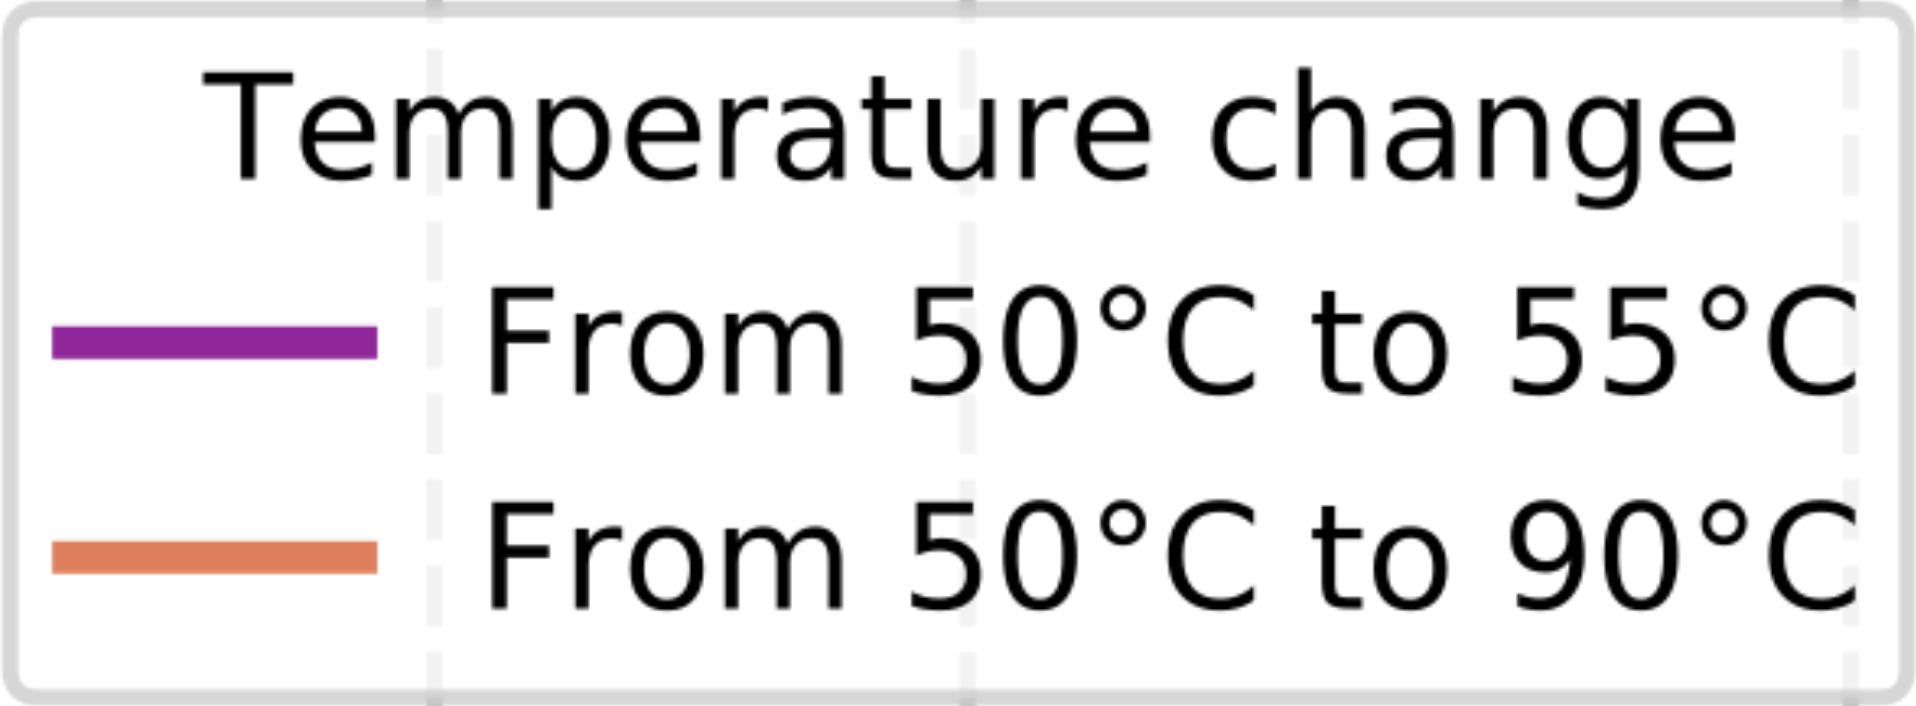 Temperature change
From 50°C to 55°C
From 50°C to 90°C